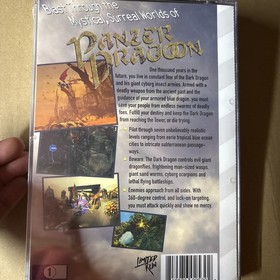 Blast Through the
Mystical, Surreal Worlds of
PANZER
DRAGOON
One thousand years in the
future, you live in constant fear of the Dark Dragon and
his giant cyborg insect armies. Armed with a
deadly weapon from the ancient past and the
guidance of your armored blue dragon, you must
save your people from endless years of dragon
foes. Fulfill your destiny and keep the Dark Dragon from
reaching the Tower, or die trying.
• Pilot through seven unbelievably realistic
levels ranging from eerie tropical blue ocean
cities to intricate subterranean passage-
ways.
• Beware: The Dark Dragon controls evil giant
dragonflies, frightening man-sized wasps,
giant sand worms, cyborg scorpions and
lethal flying battleships.
• Enemies approach from all sides. With
360-degree control, and lock-on targeting,
you must attack quickly and show no mercy.
LIMITED
RUN